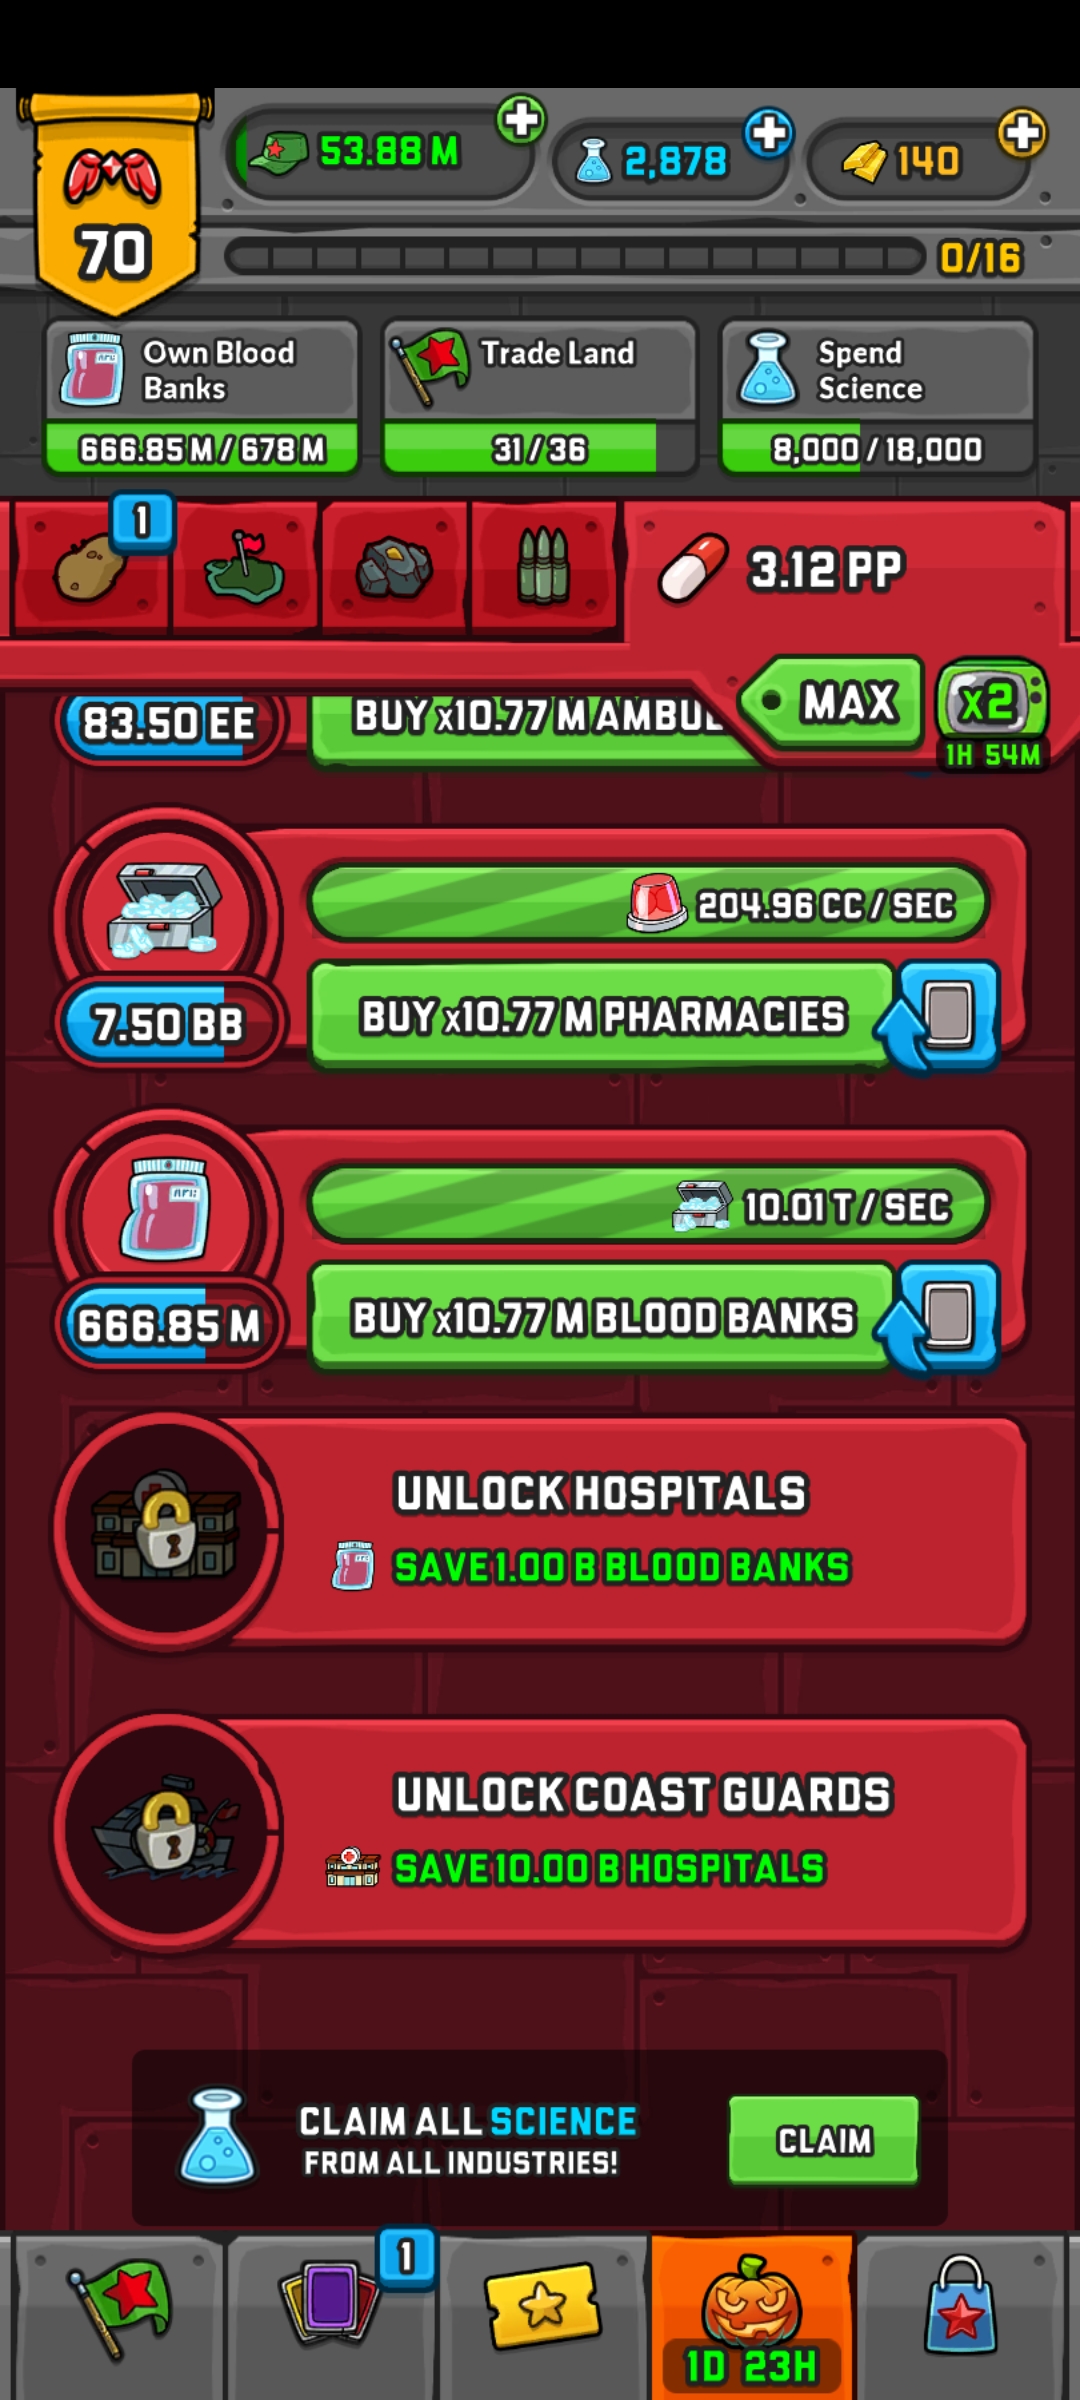 53.88 M
2,878
140
70
0/16
Own Blood
Banks
Trade Land
Spend
Science
666.85 M / 678 M
31 / 36
8,000 / 18,000
1
3.12 PP
MAX
x2
1H 54M
83.50 EE
BUY x10.77 M AMBUL
204.96 CC / SEC
7.50 BB
BUY x10.77 M PHARMACIES
10.01 T / SEC
666.85 M
BUY x10.77 M BLOOD BANKS
UNLOCK HOSPITALS
SAVE 1.00 B BLOOD BANKS
UNLOCK COAST GUARDS
SAVE 10.00 B HOSPITALS
CLAIM ALL SCIENCE
FROM ALL INDUSTRIES!
CLAIM
1
1D 23H